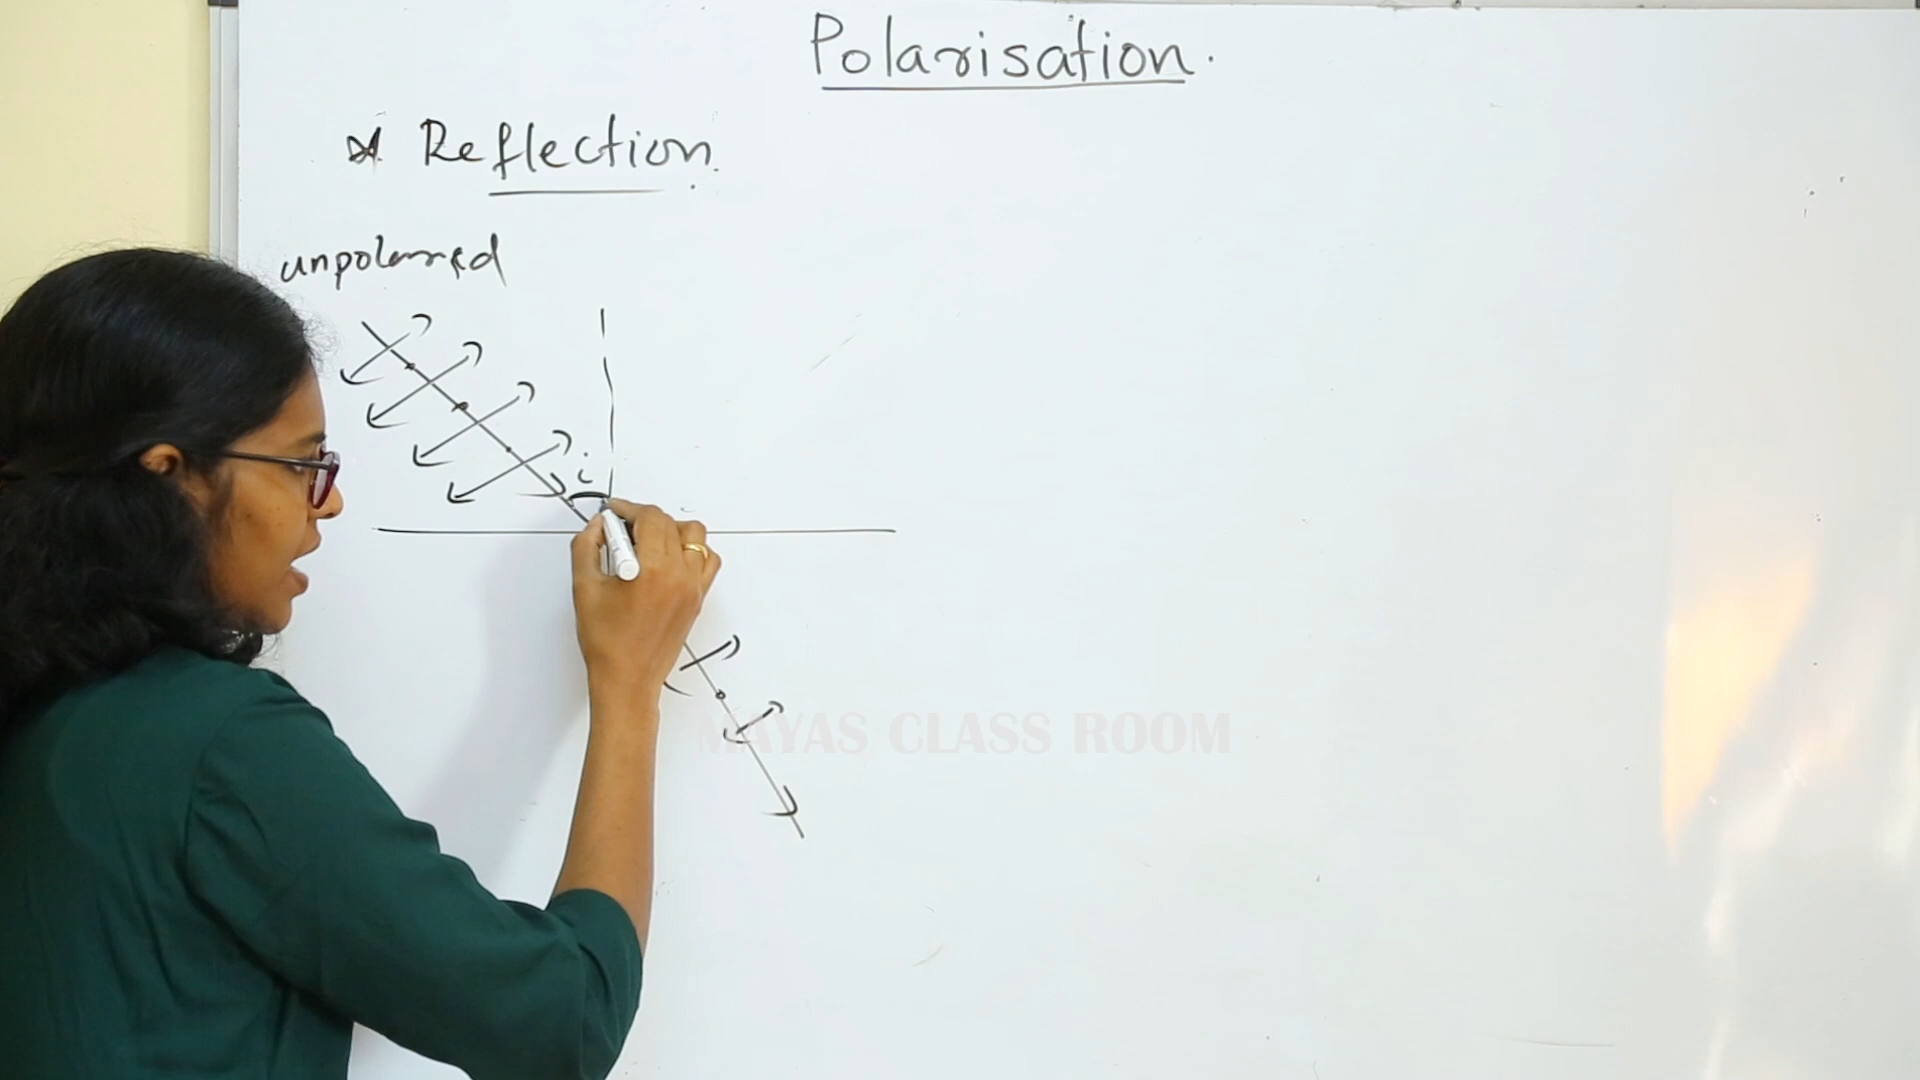 Polarisation.
Reflection.
unpolarised
i
MAYAS CLASS ROOM